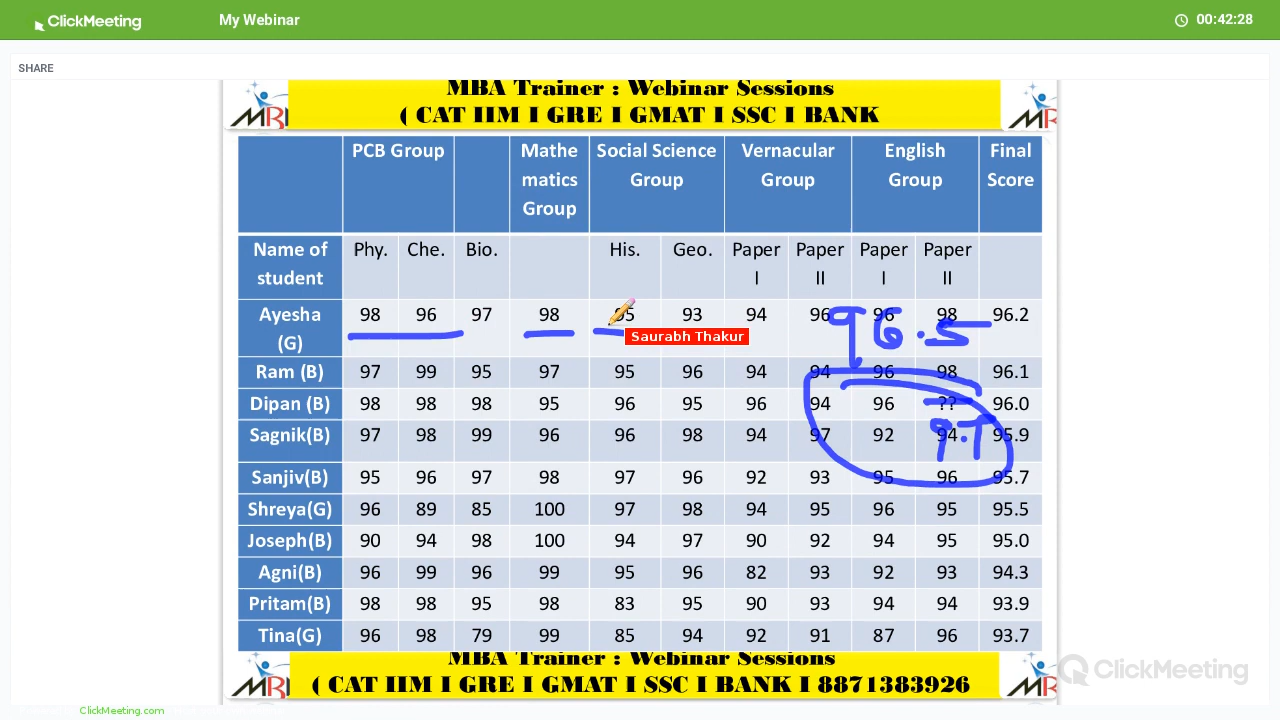 ClickMeeting My Webinar 00:42:28
SHARE
MBA Trainer : Webinar Sessions
( CAT IIM I GRE I GMAT I SSC I BANK
PCB Group Mathe matics Group Social Science Group Vernacular Group English Group Final Score
Name of student Phy. Che. Bio. His. Geo. Paper I Paper II Paper I Paper II
Ayesha (G) 98 96 97 98 95 93 94 96 96 98 96.2
96.5
Saurabh Thakur
Ram (B) 97 99 95 97 95 96 94 94 96 98 96.1
Dipan (B) 98 98 98 95 96 95 96 94 96 ?? 96.0
Sagnik(B) 97 98 99 96 96 98 94 97 92 94 95.9
Sanjiv(B) 95 96 97 98 97 96 92 93 95 96 95.7
Shreya(G) 96 89 85 100 97 98 94 95 96 95 95.5
Joseph(B) 90 94 98 100 94 97 90 92 94 95 95.0
Agni(B) 96 99 96 99 95 96 82 93 92 93 94.3
Pritam(B) 98 98 95 98 83 95 90 93 94 94 93.9
Tina(G) 96 98 79 99 85 94 92 91 87 96 93.7
MBA Trainer : Webinar Sessions
( CAT IIM I GRE I GMAT I SSC I BANK I 8871383926
ClickMeeting
ClickMeeting.com